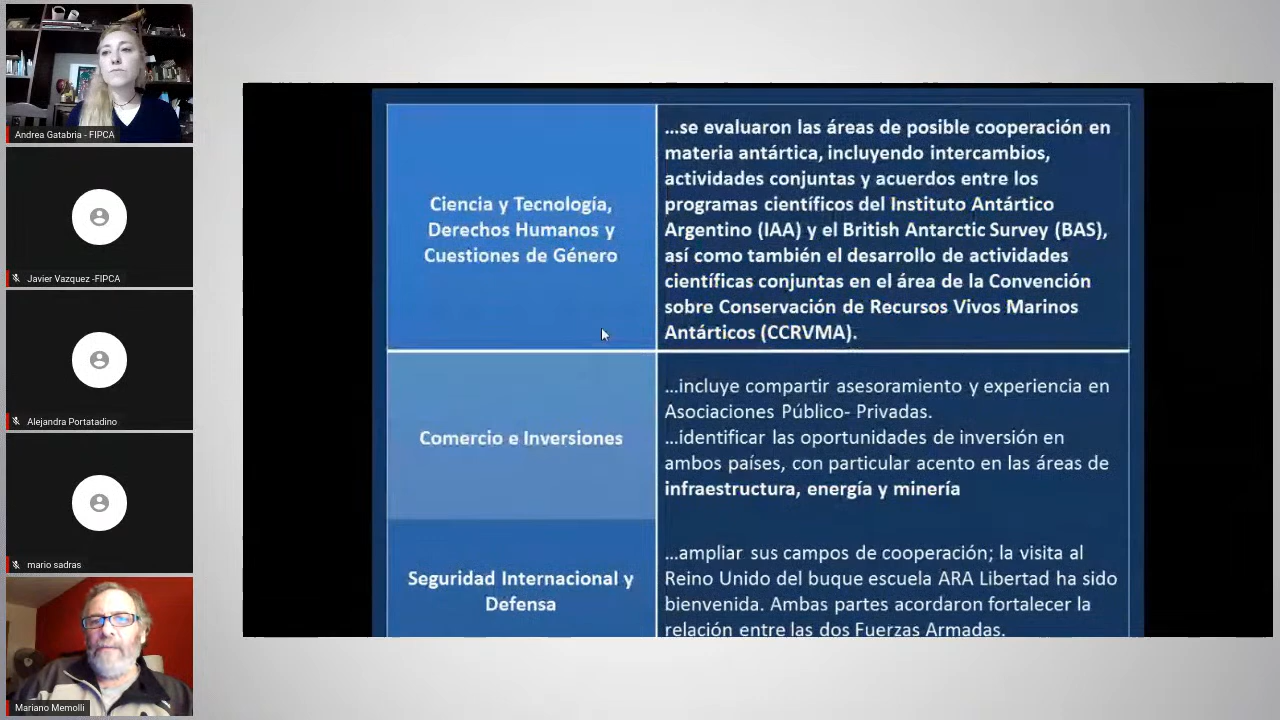 Andrea Gatabria - FIPCA
Javier Vazquez -FIPCA
Alejandra Portatadino
mario sadras
Mariano Memolli
Ciencia y Tecnología,
Derechos Humanos y
Cuestiones de Género
...se evaluaron las áreas de posible cooperación en
materia antártica, incluyendo intercambios,
actividades conjuntas y acuerdos entre los
programas científicos del Instituto Antártico
Argentino (IAA) y el British Antarctic Survey (BAS),
así como también el desarrollo de actividades
científicas conjuntas en el área de la Convención
sobre Conservación de Recursos Vivos Marinos
Antárticos (CCRVMA).
Comercio e Inversiones
...incluye compartir asesoramiento y experiencia en
Asociaciones Público- Privadas.
...identificar las oportunidades de inversión en
ambos países, con particular acento en las áreas de
infraestructura, energía y minería
Seguridad Internacional y
Defensa
...ampliar sus campos de cooperación; la visita al
Reino Unido del buque escuela ARA Libertad ha sido
bienvenida. Ambas partes acordaron fortalecer la
relación entre las dos Fuerzas Armadas.